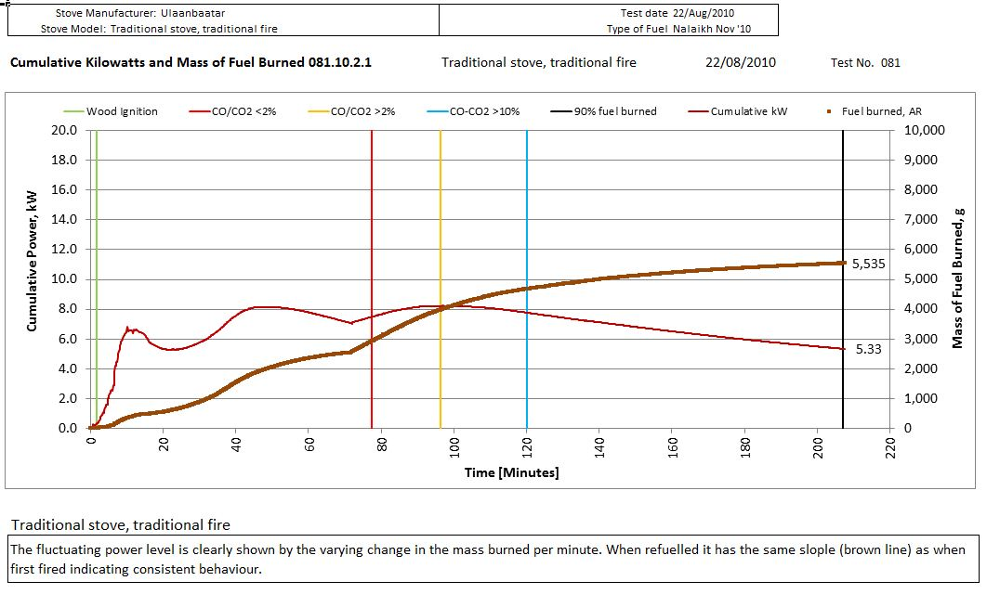 Stove Manufacturer: Ulaanbaatar
Test date 22/Aug/2010
Stove Model: Traditional stove, traditional fire
Type of Fuel Nalaikh Nov '10
Cumulative Kilowatts and Mass of Fuel Burned 081.10.2.1 Traditional stove, traditional fire 22/08/2010 Test No. 081
Wood Ignition CO/CO2 <2% CO/CO2 >2% CO-CO2 >10% 90% fuel burned Cumulative kW Fuel burned, AR
20.0 10,000
18.0 9,000
16.0 8,000
14.0 7,000
12.0 6,000
10.0 5,000
8.0 4,000
6.0 3,000
4.0 2,000
2.0 1,000
0.0 0
Cumulative Power, kW
Mass of Fuel Burned, g
5,535
5.33
0 20 40 60 80 100 120 140 160 180 200 220
Time [Minutes]
Traditional stove, traditional fire
The fluctuating power level is clearly shown by the varying change in the mass burned per minute. When refuelled it has the same slople (brown line) as when
first fired indicating consistent behaviour.